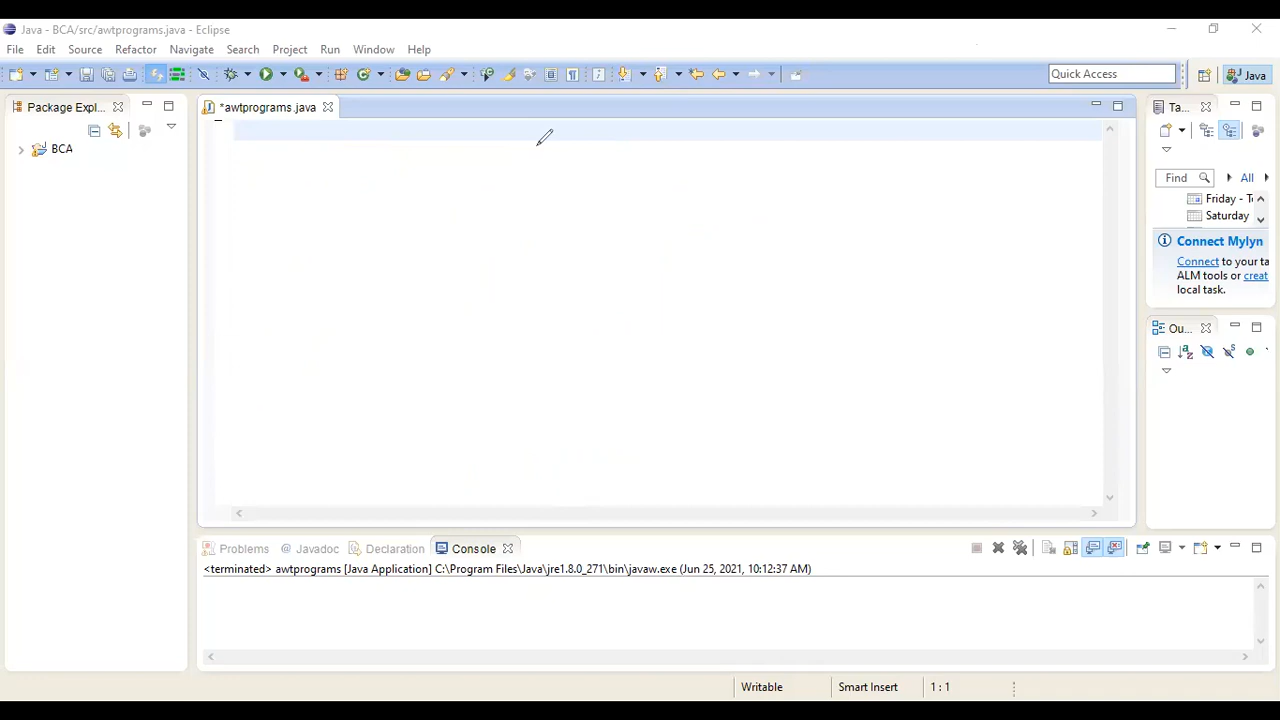 Java - BCA/src/awtprograms.java - Eclipse
File Edit Source Refactor Navigate Search Project Run Window Help
Quick Access
Java
Package Expl...
*awtprograms.java
Ta...
BCA
Find
All
Friday - To
Saturday
Connect Mylyn
Connect to your ta
ALM tools or creat
local task.
Ou...
Problems @ Javadoc Declaration Console
<terminated> awtprograms [Java Application] C:\Program Files\Java\jre1.8.0_271\bin\javaw.exe (Jun 25, 2021, 10:12:37 AM)
Writable Smart Insert 1 : 1